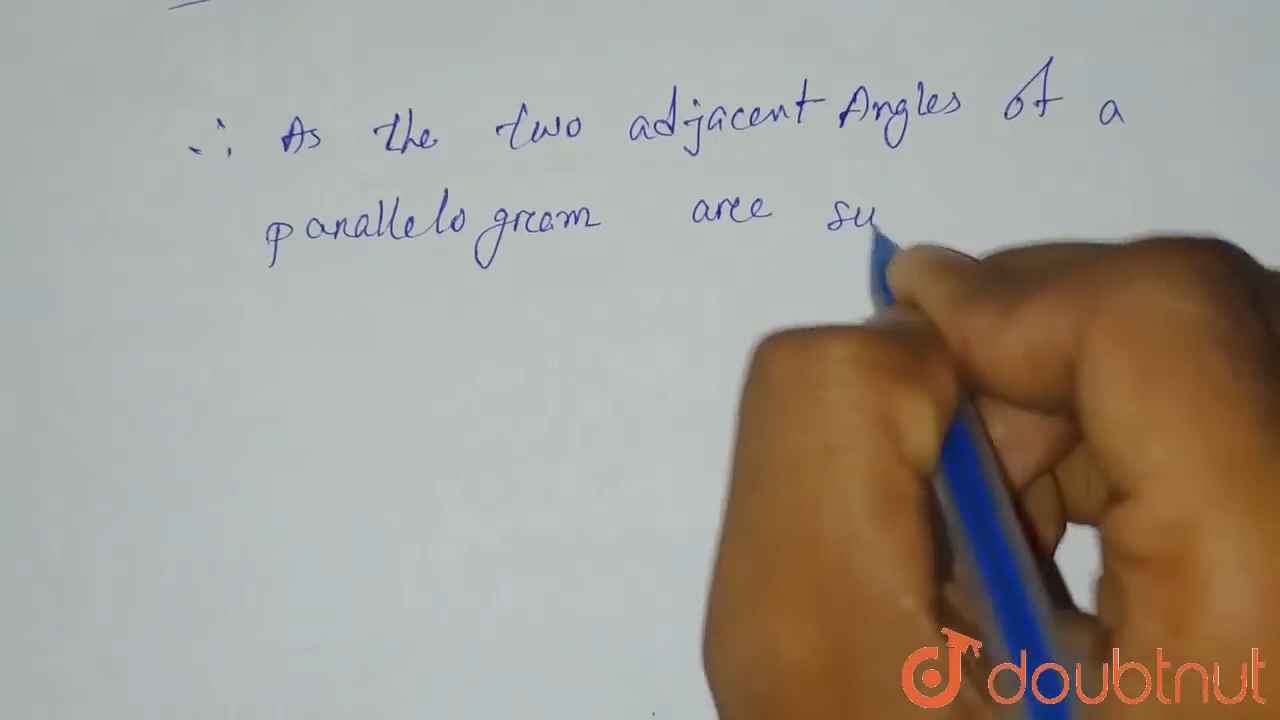 ∴ As the two adjacent Angles of a
parallelogram are su
doubtnut